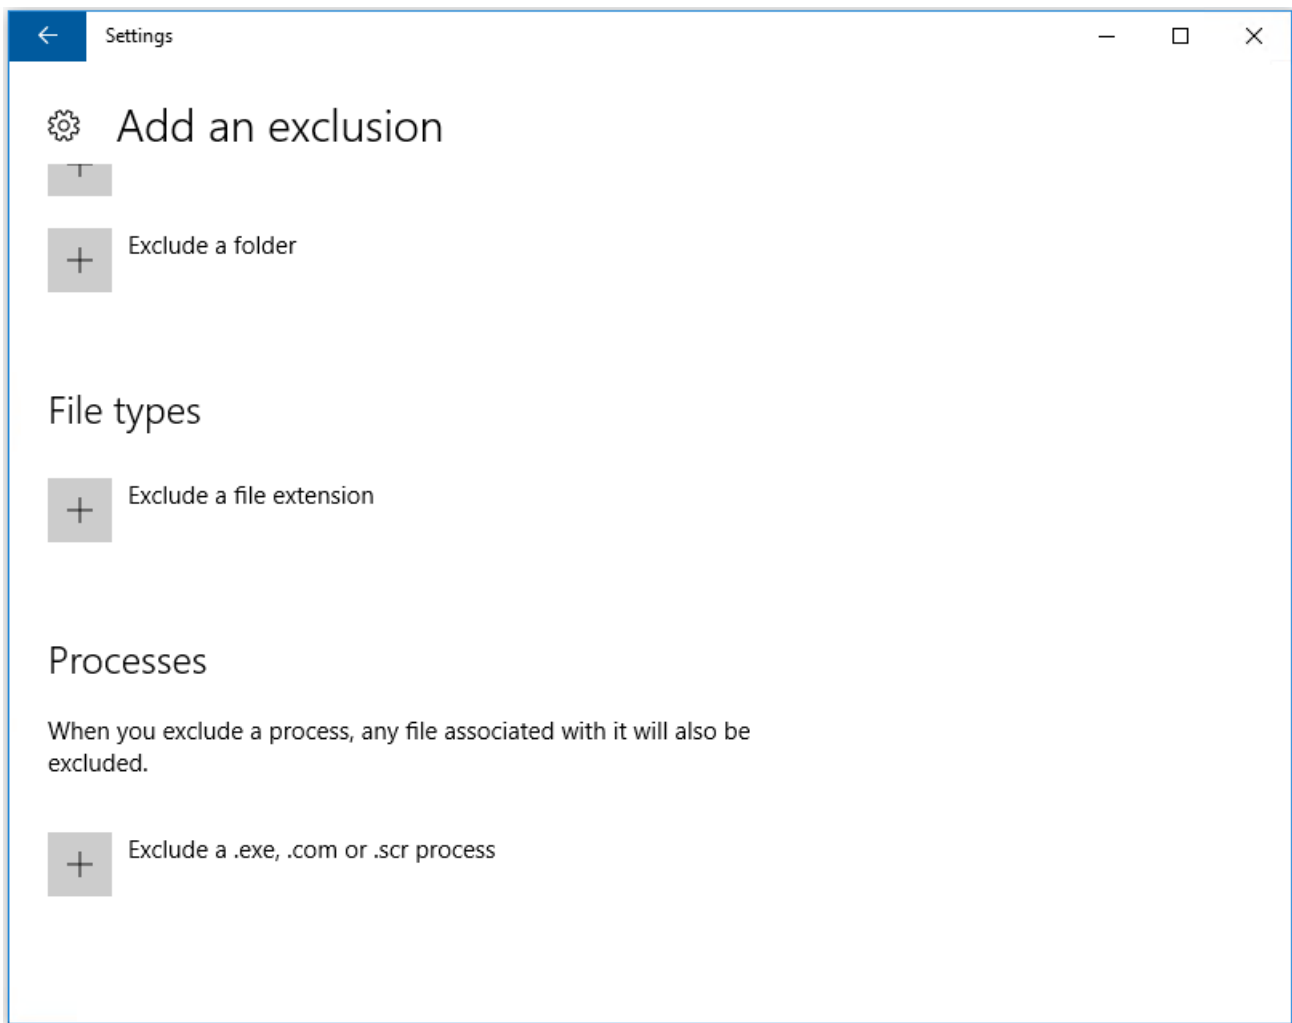 Settings
Add an exclusion
Exclude a folder
File types
Exclude a file extension
Processes
When you exclude a process, any file associated with it will also be
excluded.
Exclude a .exe, .com or .scr process